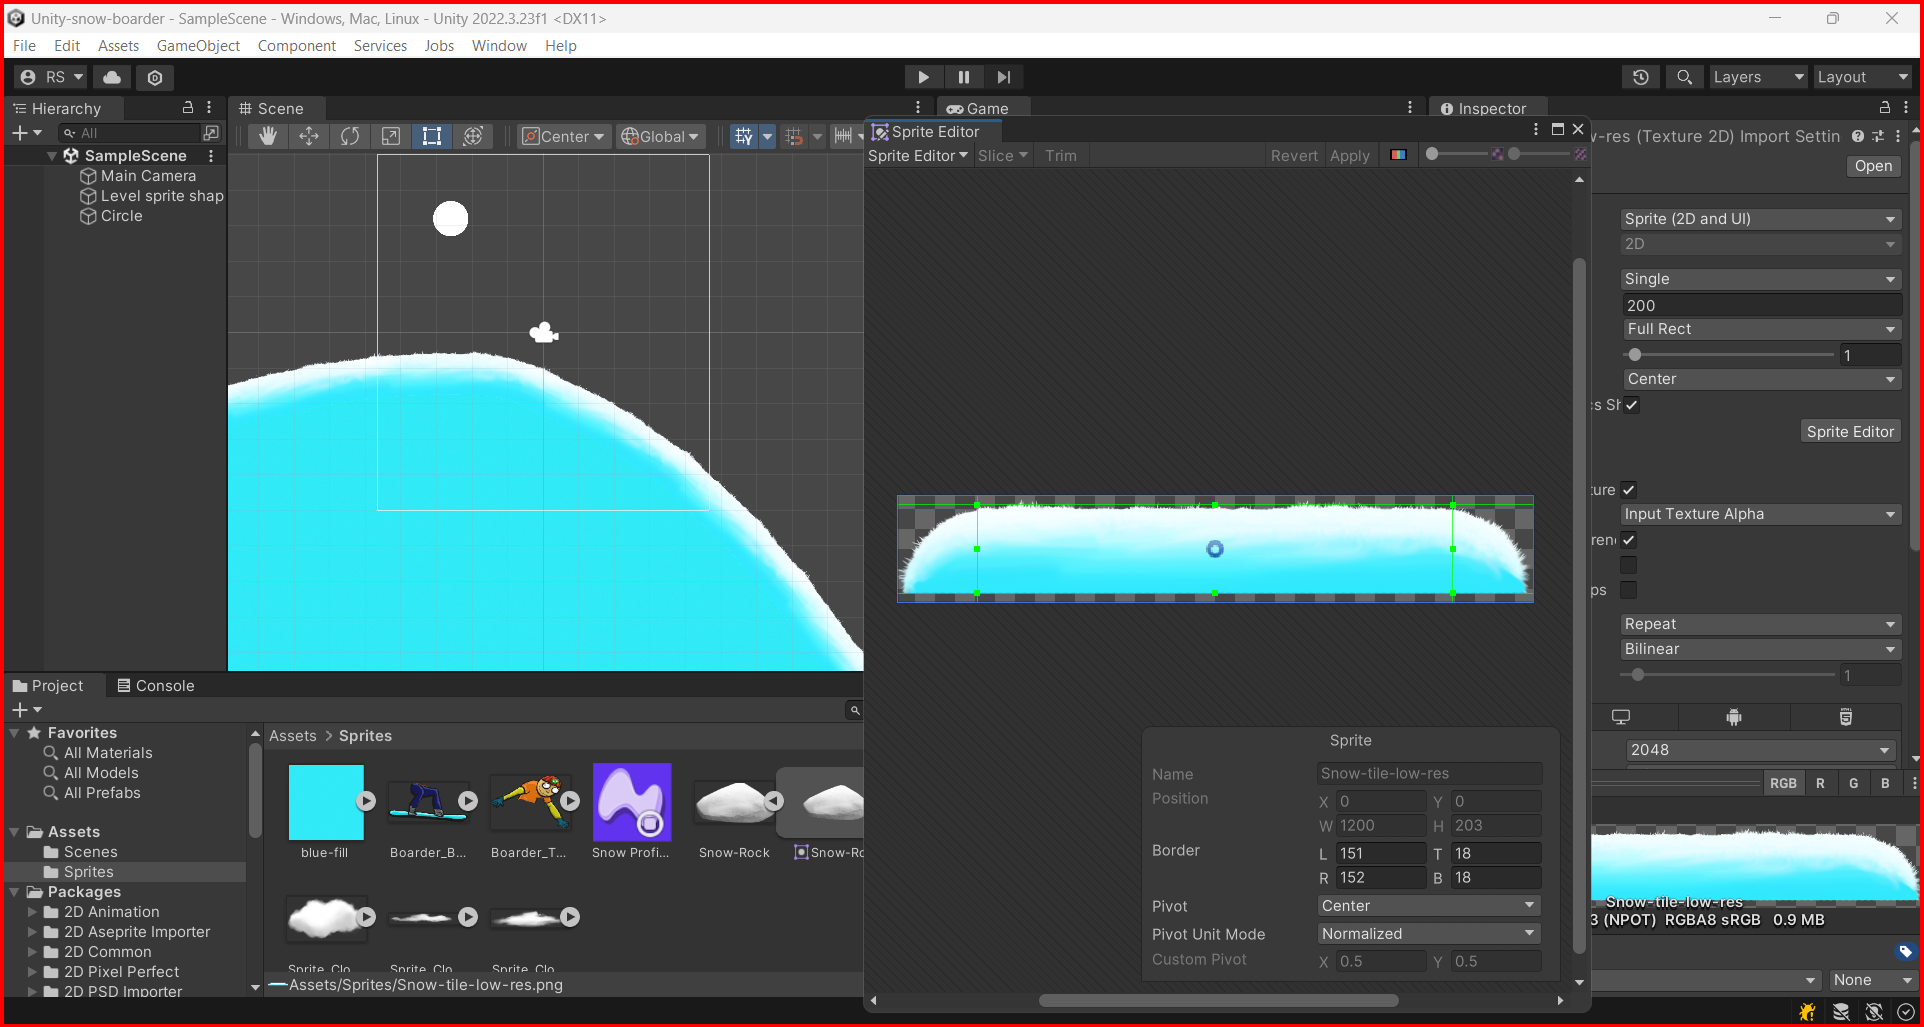 Unity-snow-boarder - SampleScene - Windows, Mac, Linux - Unity 2022.3.23f1 <DX11>
File Edit Assets GameObject Component Services Jobs Window Help
RS
Layers
Layout
Hierarchy
Scene
Game
Inspector
All
Center
Global
SampleScene
Main Camera
Level sprite shap
Circle
Sprite Editor
Sprite Editor
Slice
Trim
Revert
Apply
-res (Texture 2D) Import Settin
Open
Sprite (2D and UI)
2D
Single
200
Full Rect
1
Center
Sprite Editor
Input Texture Alpha
Repeat
Bilinear
1
2048
RGB R G B
Snow-tile-low-res
3 (NPOT) RGBA8 sRGB 0.9 MB
None
Sprite
Name
Snow-tile-low-res
Position
X 0 Y 0
W 1200 H 203
Border
L 151 T 18
R 152 B 18
Pivot
Center
Pivot Unit Mode
Normalized
Custom Pivot
X 0.5 Y 0.5
Project
Console
Favorites
All Materials
All Models
All Prefabs
Assets
Scenes
Sprites
Packages
2D Animation
2D Aseprite Importer
2D Common
2D Pixel Perfect
2D PSD Importer
Assets > Sprites
blue-fill
Boarder_B...
Boarder_T...
Snow Profi...
Snow-Rock
Snow-Ro
Sprite_Clo
Sprite_Clo
Sprite_Clo
Assets/Sprites/Snow-tile-low-res.png